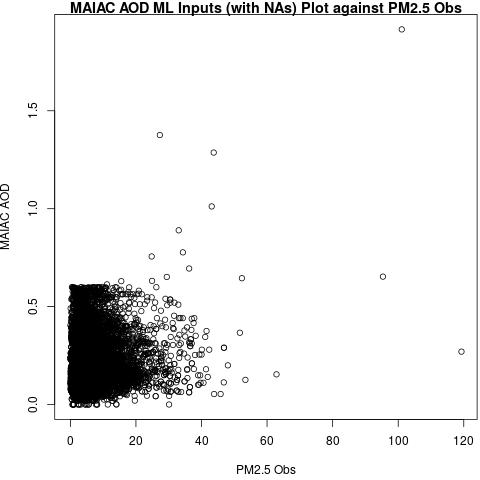 MAIAC AOD ML Inputs (with NAs) Plot against PM2.5 Obs
1.5
1.0
0.5
0.0
MAIAC AOD
0 20 40 60 80 100 120
PM2.5 Obs